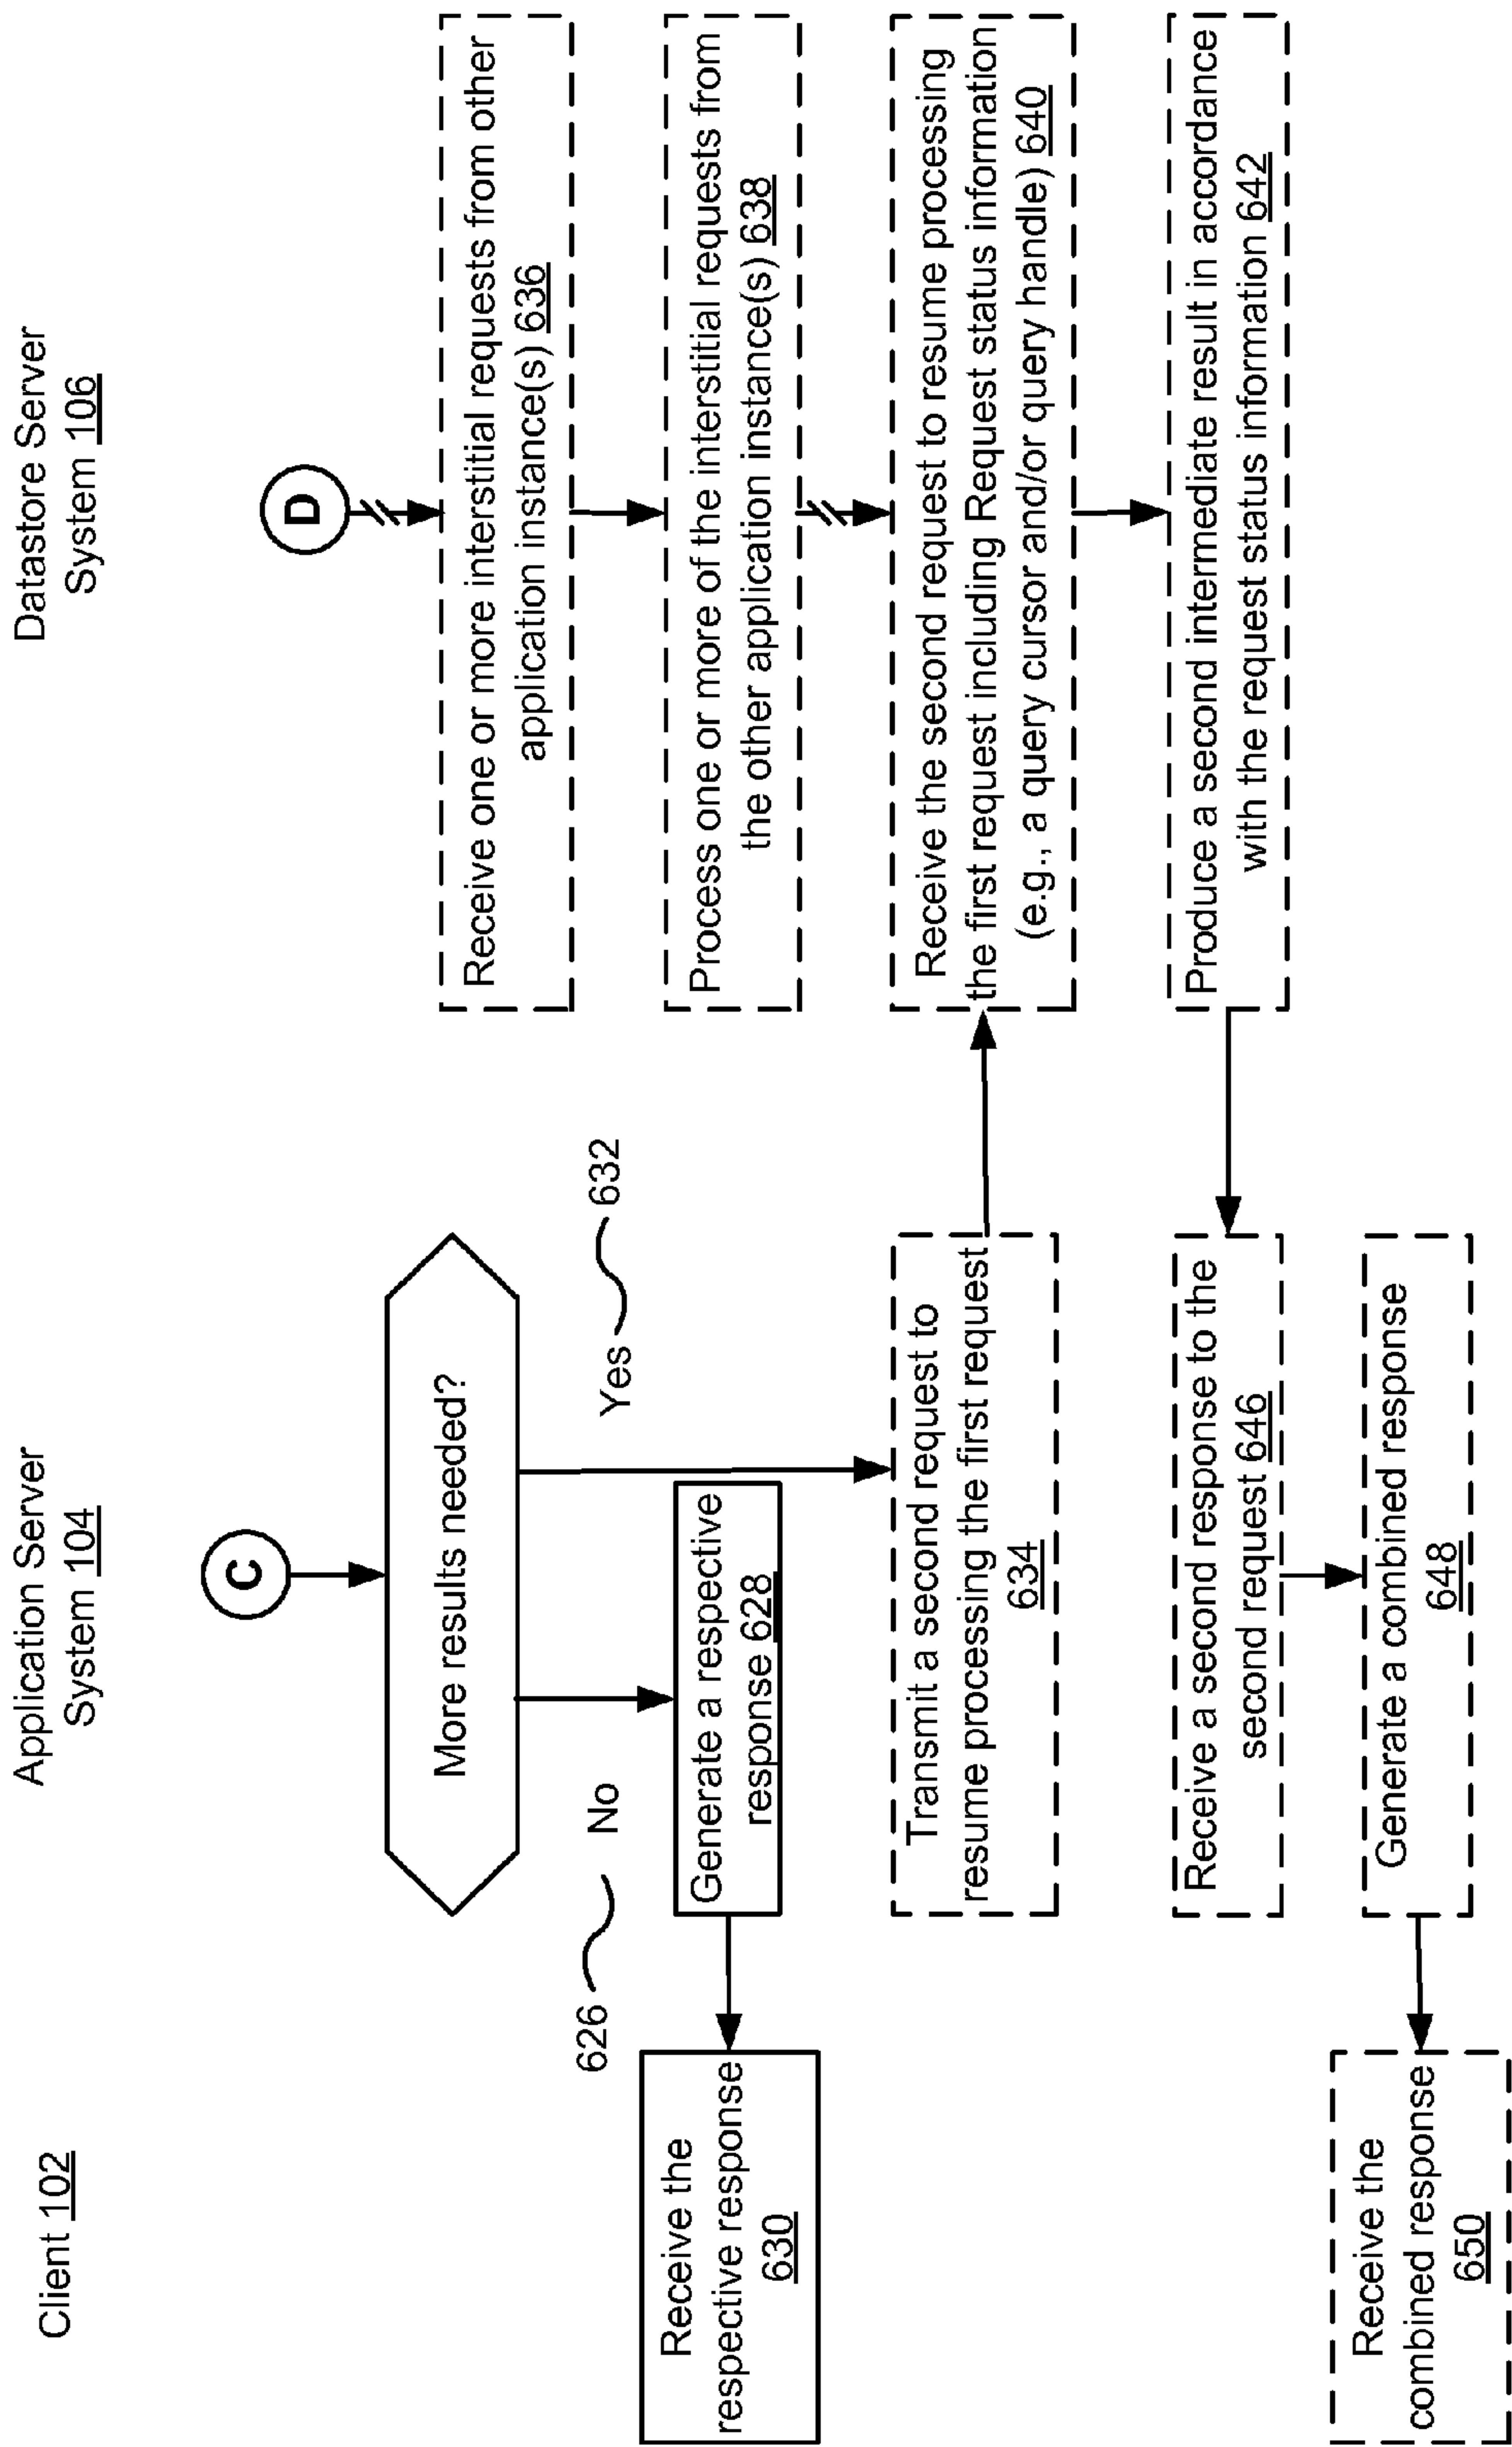 Client 102
Application Server
System 104
Datastore Server
System 106
C
D
More results needed?
Receive one or more interstitial requests from other
application instance(s) 636
626
No
Yes
632
Receive the
respective response
630
Generate a respective
response 628
Process one or more of the interstitial requests from
the other application instance(s) 638
Transmit a second request to
resume processing the first request
634
Receive the second request to resume processing
the first request including Request status information
(e.g., a query cursor and/or query handle) 640
Receive a second response to the
second request 646
Produce a second intermediate result in accordance
with the request status information 642
Receive the
combined response
650
Generate a combined response
648